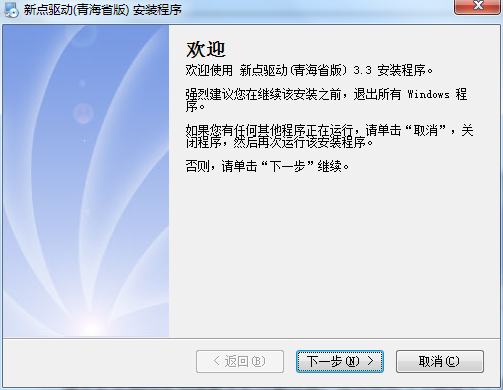 新点驱动(青海省版) 安装程序
欢迎
欢迎使用 新点驱动(青海省版) 3.3 安装程序。
强烈建议您在继续该安装之前，退出所有 Windows 程
序。
如果您有任何其他程序正在运行，请单击“取消”，关
闭程序，然后再次运行该安装程序。
否则，请单击“下一步”继续。
< 返回(B)
下一步(N) >
取消(C)